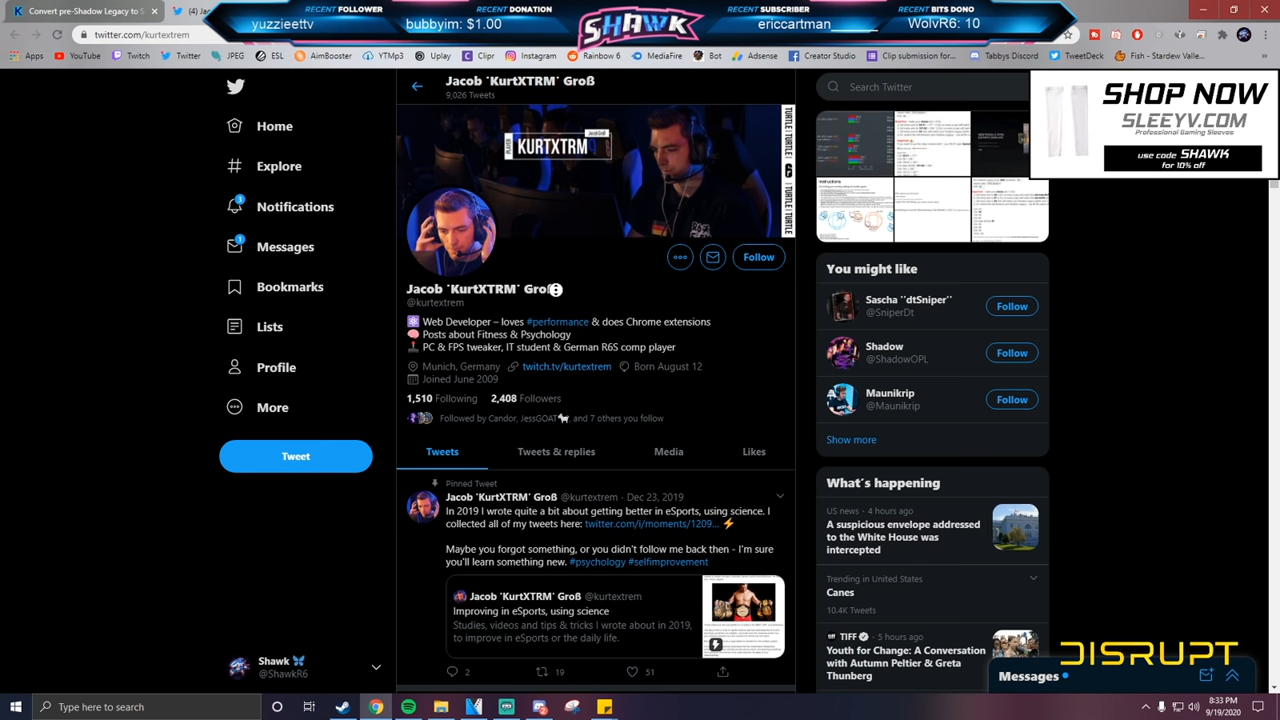 Convert pre-Shadow Legacy to S
(Jac
RECENT FOLLOWER
yuzzieettv
RECENT DONATION
bubbyim: $1.00
SHAWK
RECENT SUBSCRIBER
ericcartman_____
RECENT BITS DONO
WolvR6: 10
twitter.com/kurtextrem
Apps
YouTube
Twitch
Twitter
JPEG
ESL
AimBooster
YTMp3
Uplay
Clipr
Instagram
Rainbow 6
MediaFire
Bot
Adsense
Creator Studio
Clip submission for...
Tabbys Discord
TweetDeck
Fish - Stardew Valle...
»
Home
Explore
Notifications
Messages
Bookmarks
Lists
Profile
More
Tweet
Shawk
@ShawkR6
Jacob 'KurtXTRM' Groß
9,026 Tweets
Jacob Groß
KURTXTRM
TURTLE
6
TURTLE
Follow
Jacob 'KurtXTRM' Groß
@kurtextrem
Web Developer – loves #performance & does Chrome extensions
Posts about Fitness & Psychology
PC & FPS tweaker, IT student & German R6S comp player
Munich, Germany twitch.tv/kurtextrem Born August 12
Joined June 2009
1,510 Following 2,408 Followers
Followed by Candor, JessGOAT and 7 others you follow
Tweets Tweets & replies Media Likes
Pinned Tweet
Jacob 'KurtXTRM' Groß @kurtextrem · Dec 23, 2019
In 2019 I wrote quite a bit about getting better in eSports, using science. I
collected all of my tweets here: twitter.com/i/moments/1209...
Maybe you forgot something, or you didn't follow me back then - I'm sure
you'll learn something new. #psychology #selfimprovement
Jacob 'KurtXTRM' Groß @kurtextrem
Improving in eSports, using science
Studies, videos and tips & tricks I wrote about in 2019,
2 19 51
Search Twitter
SHOP NOW
SLEEYV.COM
Professional Gaming Sleeves
use code SHAWK
for 10% off
Instructions
You might like
Sascha ''dtSniper''
@SniperDt
Follow
Shadow
@ShadowOPL
Follow
Maunikrip
@Maunikrip
Follow
Show more
What's happening
US news · 4 hours ago
A suspicious envelope addressed
to the White House was
intercepted
Trending in United States
Canes
10.4K Tweets
TIFF · 5 hours ago
Youth for Change: In conversation
with Autumn Peltier & Greta
Thunberg
DISRUPT
Messages
Type here to search
8:33 PM
9/19/2020